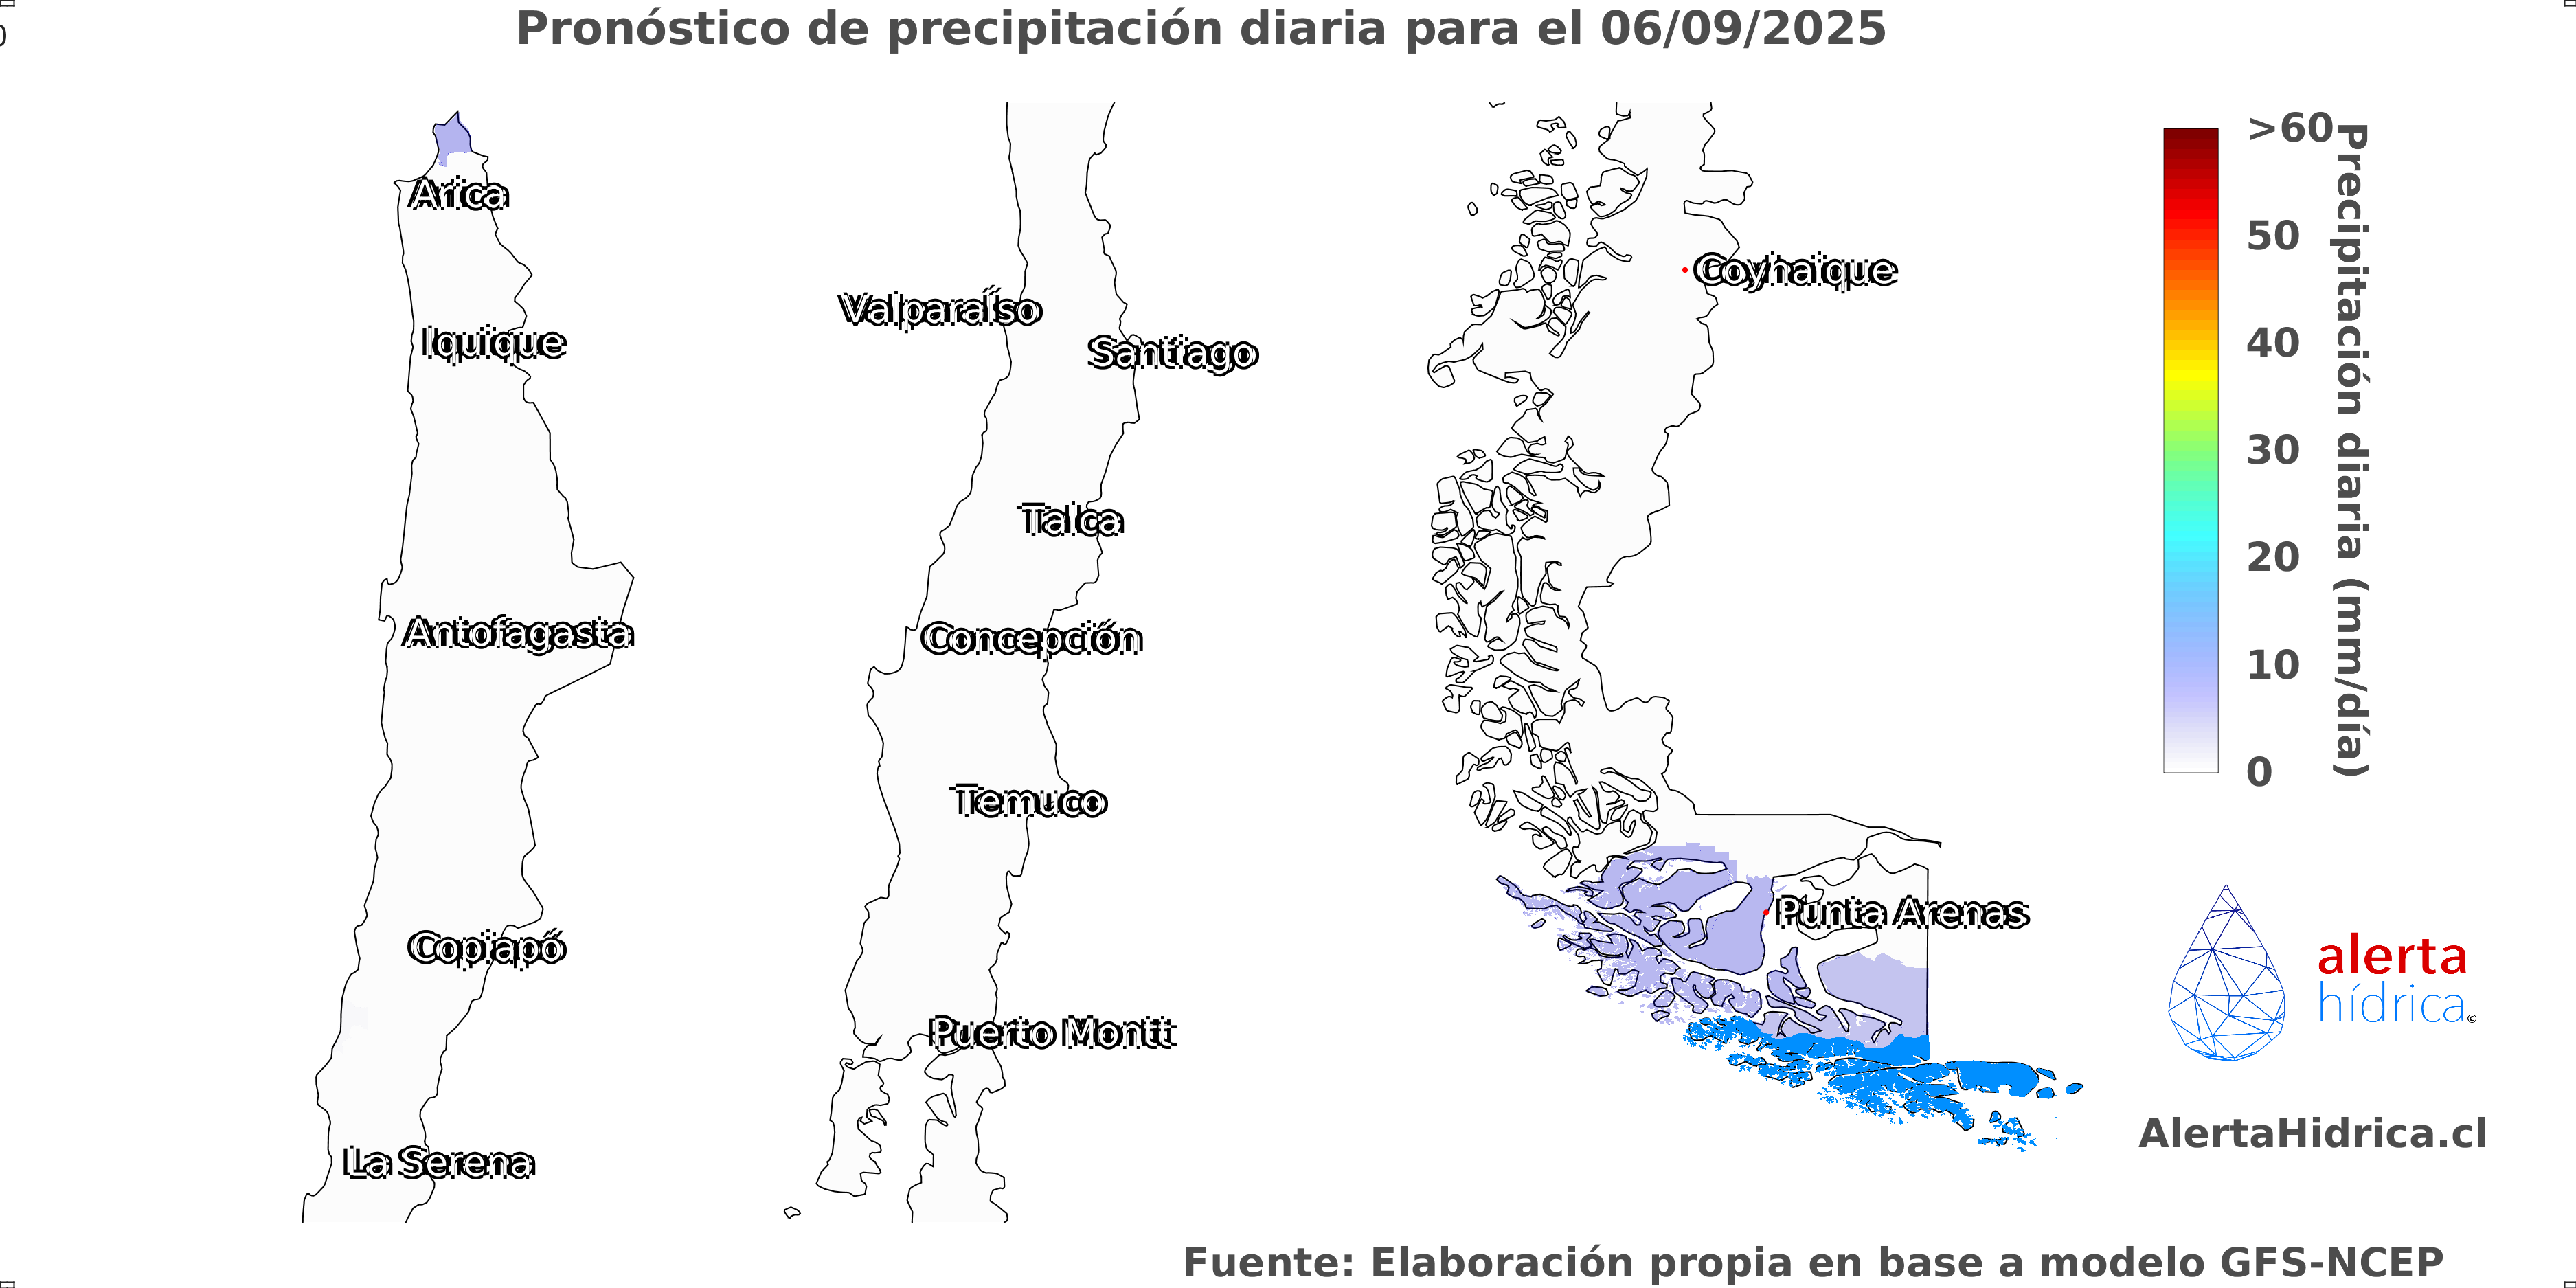 Pronóstico de precipitación diaria para el 06/09/2025
0
Arica
Iquique
Antofagasta
Copiapó
La Serena
Valparaíso
Santiago
Talca
Concepción
Temuco
Puerto Montt
Coyhaique
Punta Arenas
>60
50
40
30
20
10
0
Precipitación diaria (mm/día)
alerta
hídrica©
AlertaHidrica.cl
Fuente: Elaboración propia en base a modelo GFS-NCEP